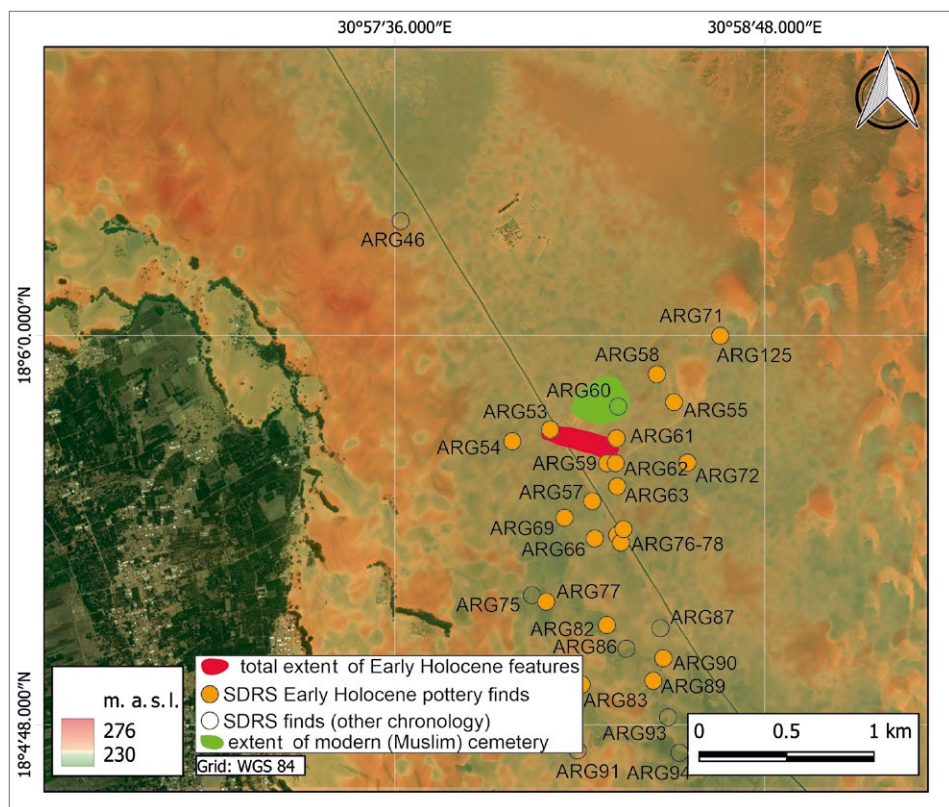 30°57'36.000"E
30°58'48.000"E
ARG46
18°6'0.000"N
ARG71
ARG125
ARG58
ARG60
ARG55
ARG53
ARG54
ARG61
ARG59
ARG62
ARG72
ARG63
ARG57
ARG69
ARG66
ARG76-78
ARG77
ARG75
ARG87
ARG82
ARG86
ARG90
ARG89
ARG83
ARG93
ARG91
ARG94
18°4'48.000"N
m. a. s. l.
276
230
total extent of Early Holocene features
SDRS Early Holocene pottery finds
SDRS finds (other chronology)
extent of modern (Muslim) cemetery
Grid: WGS 84
0 0.5 1 km